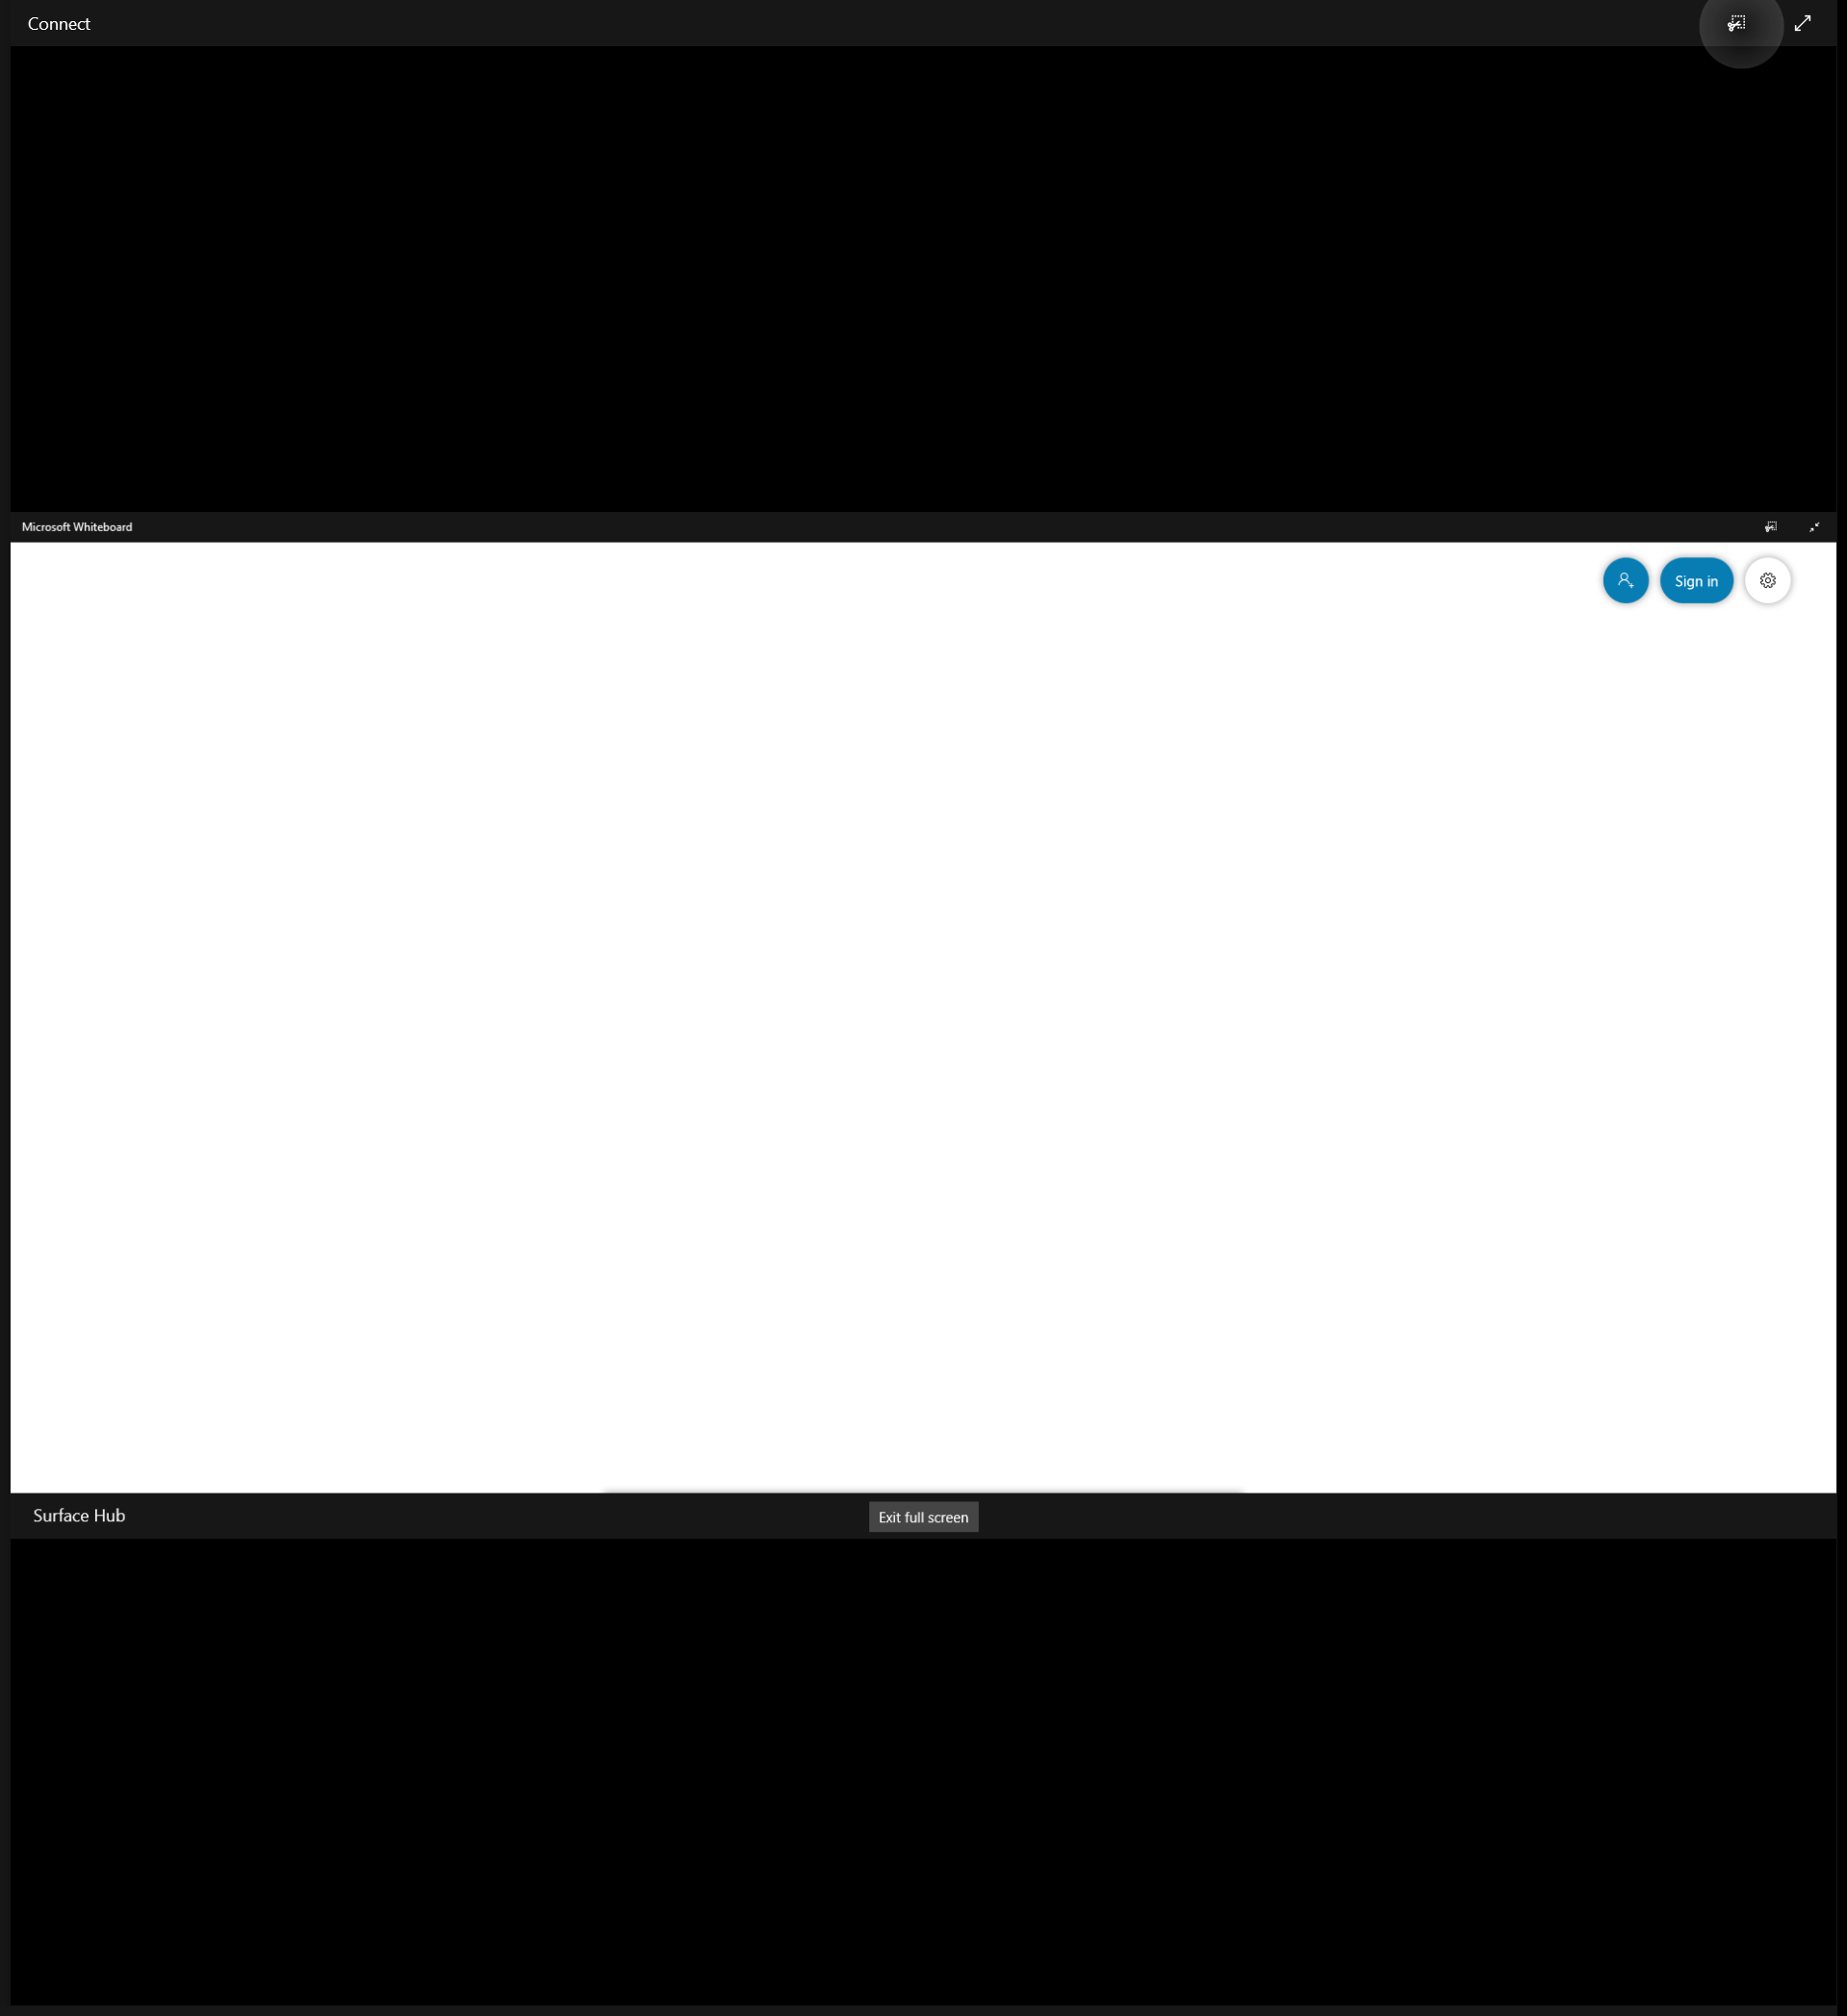 Connect
Microsoft Whiteboard
Sign in
Surface Hub
Exit full screen